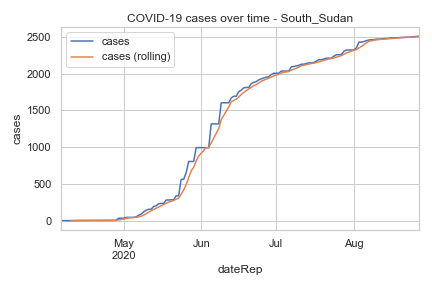 COVID-19 cases over time - South_Sudan
cases
cases (rolling)
2500
2000
1500
1000
500
0
cases
May
2020
Jun
Jul
Aug
dateRep